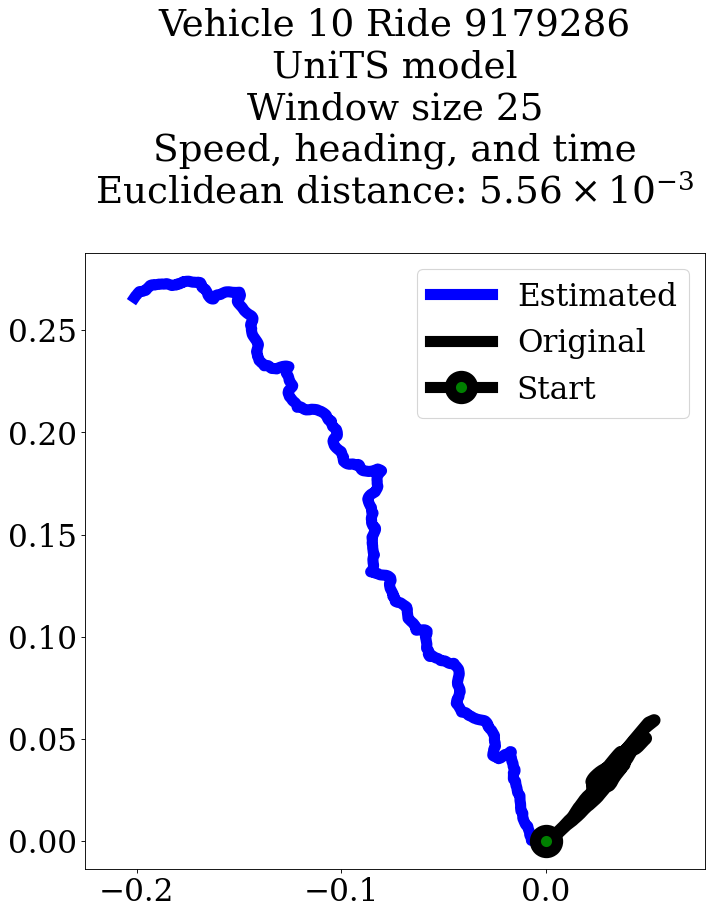 Vehicle 10 Ride 9179286
UniTS model
Window size 25
Speed, heading, and time
Euclidean distance: 5.56 × 10⁻³
Estimated
Original
Start
0.25
0.20
0.15
0.10
0.05
0.00
−0.2
−0.1
0.0